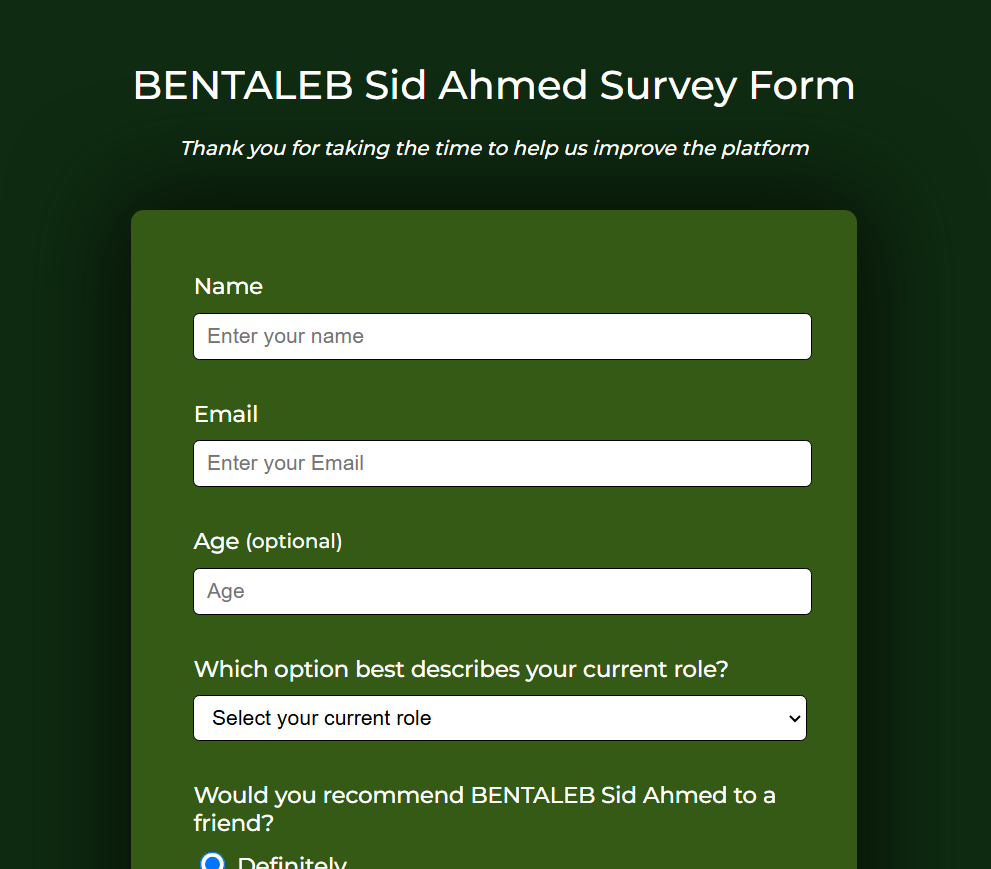 BENTALEB Sid Ahmed Survey Form
Thank you for taking the time to help us improve the platform
Name
Enter your name
Email
Enter your Email
Age (optional)
Age
Which option best describes your current role?
Select your current role
Would you recommend BENTALEB Sid Ahmed to a
friend?
Definitely